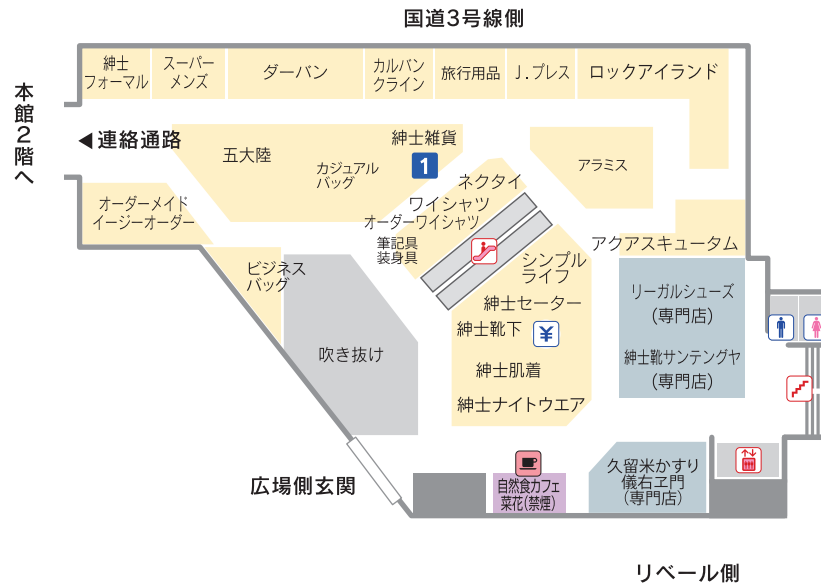 国道3号線側
紳士
フォーマル
スーパー
メンズ
ダーバン
カルバン
クライン
旅行用品
J.プレス
ロックアイランド
本館2階へ
連絡通路
五大陸
カジュアル
バッグ
紳士雑貨
1
アラミス
オーダーメイド
イージーオーダー
ネクタイ
ワイシャツ
オーダーワイシャツ
筆記具
装身具
アクアスキュータム
ビジネス
バッグ
シンプル
ライフ
紳士セーター
紳士靴下
¥
紳士肌着
紳士ナイトウエア
リーガルシューズ
(専門店)
紳士靴サンテングヤ
(専門店)
吹き抜け
広場側玄関
自然食カフェ
菜花(禁煙)
久留米かすり
儀右ヱ門
(専門店)
リベール側